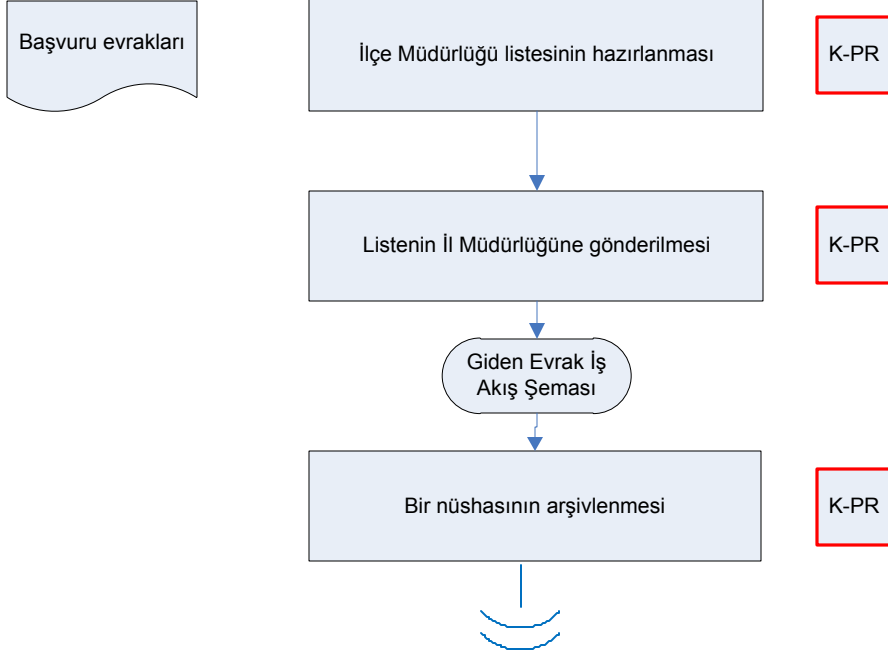 Başvuru evrakları
İlçe Müdürlüğü listesinin hazırlanması
K-PR
Listenin İl Müdürlüğüne gönderilmesi
K-PR
Giden Evrak İş
Akış Şeması
Bir nüshasının arşivlenmesi
K-PR